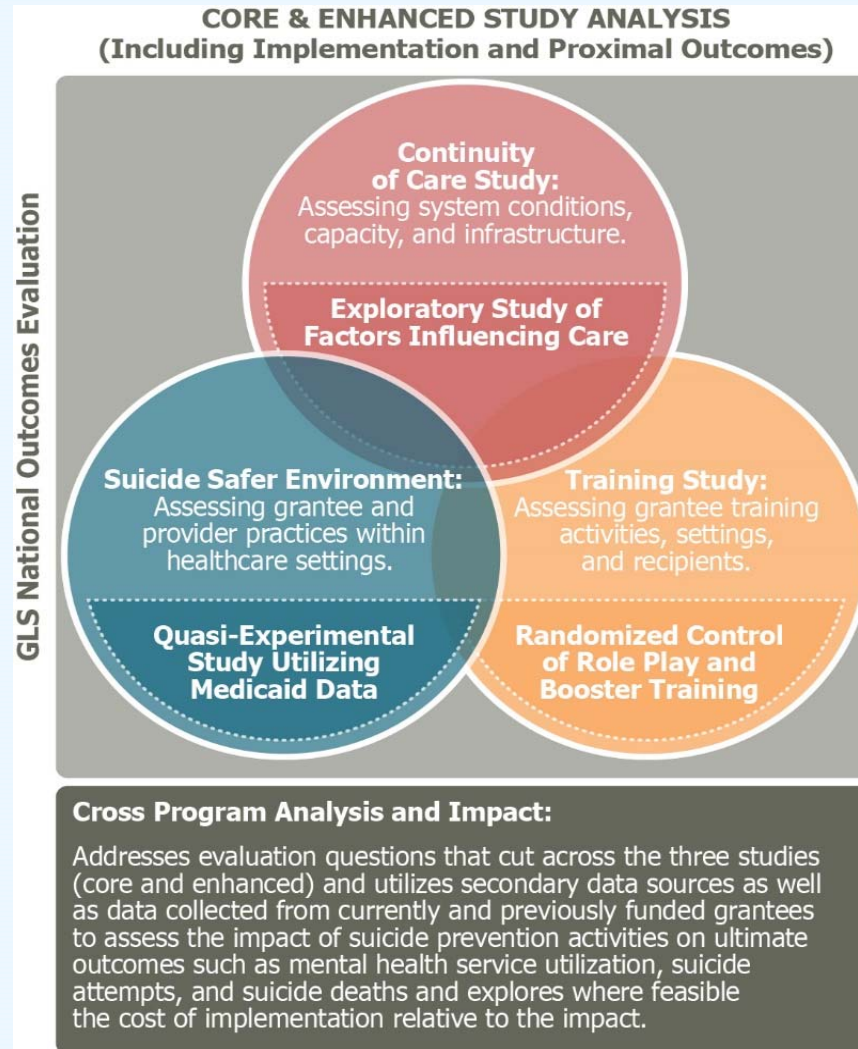 CORE & ENHANCED STUDY ANALYSIS
(Including Implementation and Proximal Outcomes)
GLS National Outcomes Evaluation
Continuity
of Care Study:
Assessing system conditions,
capacity, and infrastructure.
Exploratory Study of
Factors Influencing Care
Suicide Safer Environment:
Assessing grantee and
provider practices within
healthcare settings.
Quasi-Experimental
Study Utilizing
Medicaid Data
Training Study:
Assessing grantee training
activities, settings,
and recipients.
Randomized Control
of Role Play and
Booster Training
Cross Program Analysis and Impact:
Addresses evaluation questions that cut across the three studies
(core and enhanced) and utilizes secondary data sources as well
as data collected from currently and previously funded grantees
to assess the impact of suicide prevention activities on ultimate
outcomes such as mental health service utilization, suicide
attempts, and suicide deaths and explores where feasible
the cost of implementation relative to the impact.